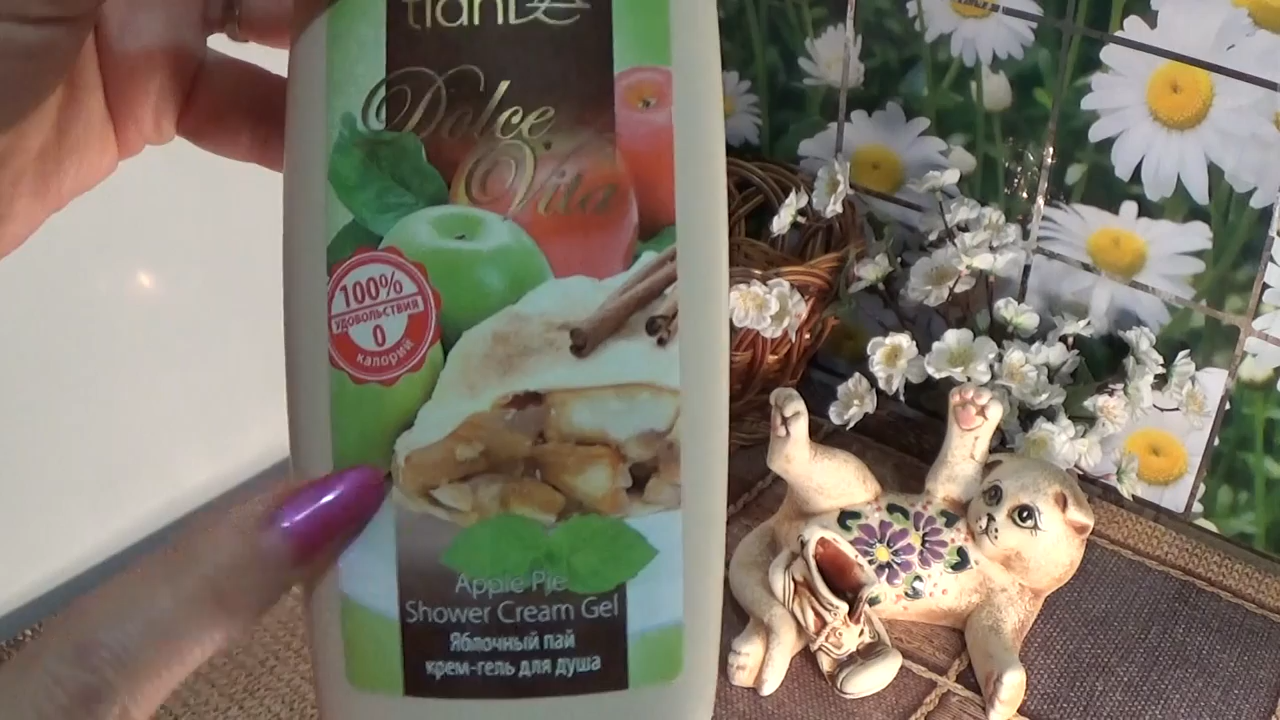 tianDe
Dolce
Vita
100%
УДОВОЛЬСТВИЯ
0
калорий
Apple Pie
Shower Cream Gel
Яблочный пай
крем-гель для душа